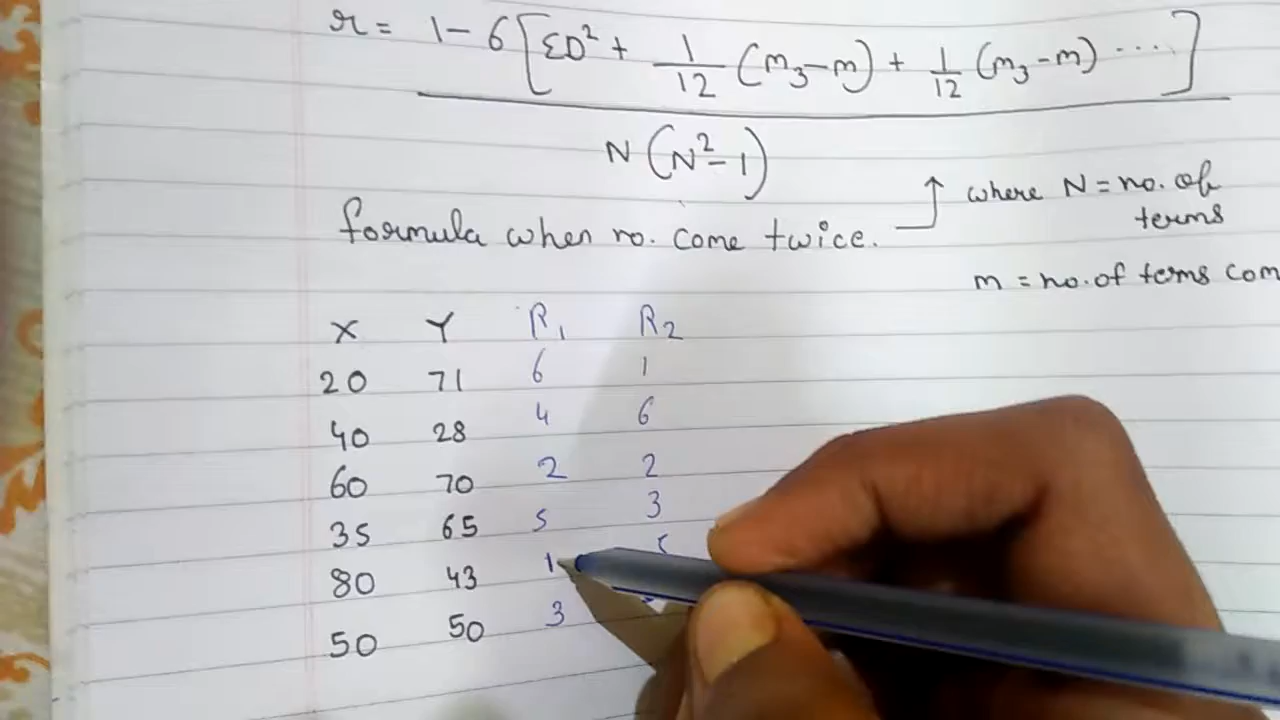 r = 1 - 6 [ΣD² + 1/12 (m₃-m) + 1/12 (m₃-m) ....]
N (N²-1)
formula when no. come twice.
where N = no. of
terms
m = no. of terms com
X Y R₁ R₂
20 71 6 1
40 28 4 6
60 70 2 2
35 65 5 3
80 43 1 5
50 50 3